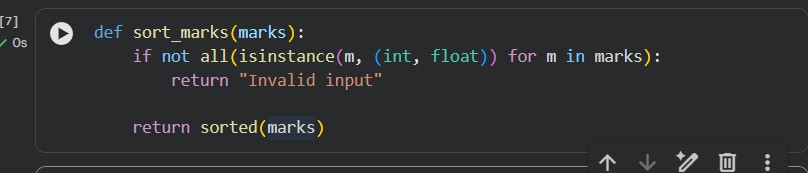 [7]
0s
def sort_marks(marks):
    if not all(isinstance(m, (int, float)) for m in marks):
        return "Invalid input"
    return sorted(marks)